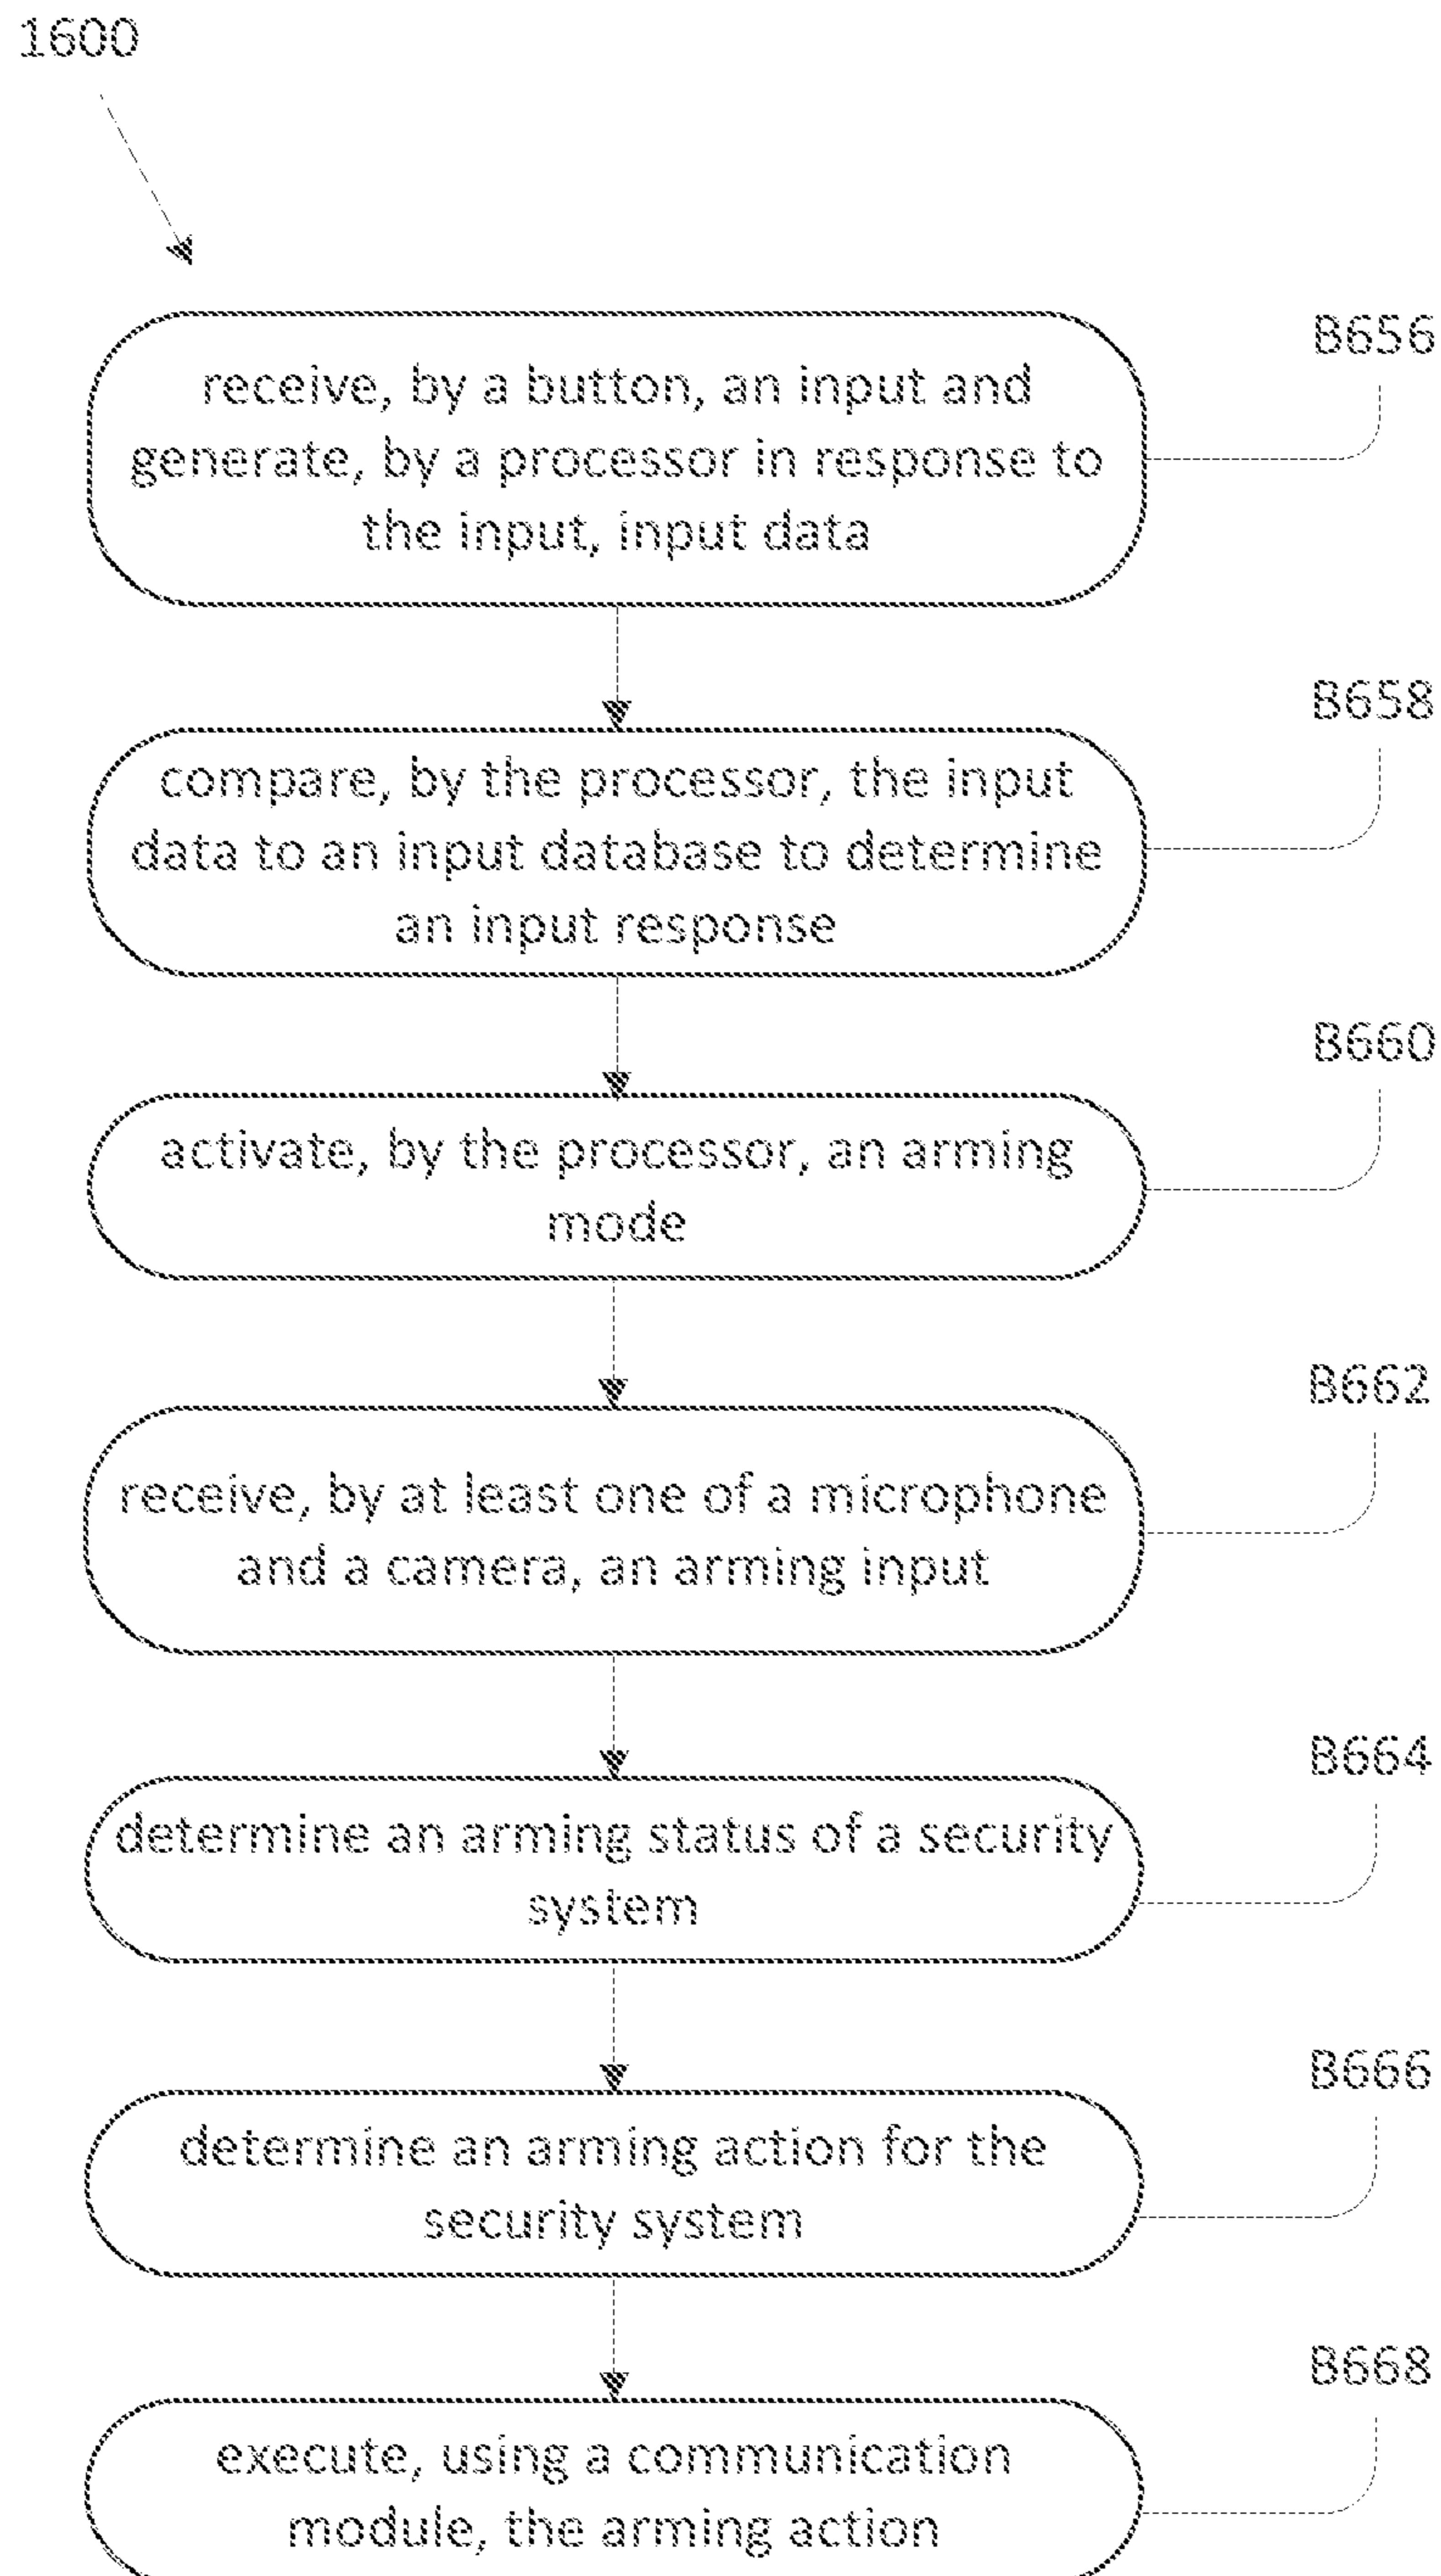 1600
B656
receive, by a button, an input and
generate, by a processor in response to
the input, input data
B658
compare, by the processor, the input
data to an input database to determine
an input response
B660
activate, by the processor, an arming
mode
B662
receive, by at least one of a microphone
and a camera, an arming input
B664
determine an arming status of a security
system
B666
determine an arming action for the
security system
B668
execute, using a communication
module, the arming action